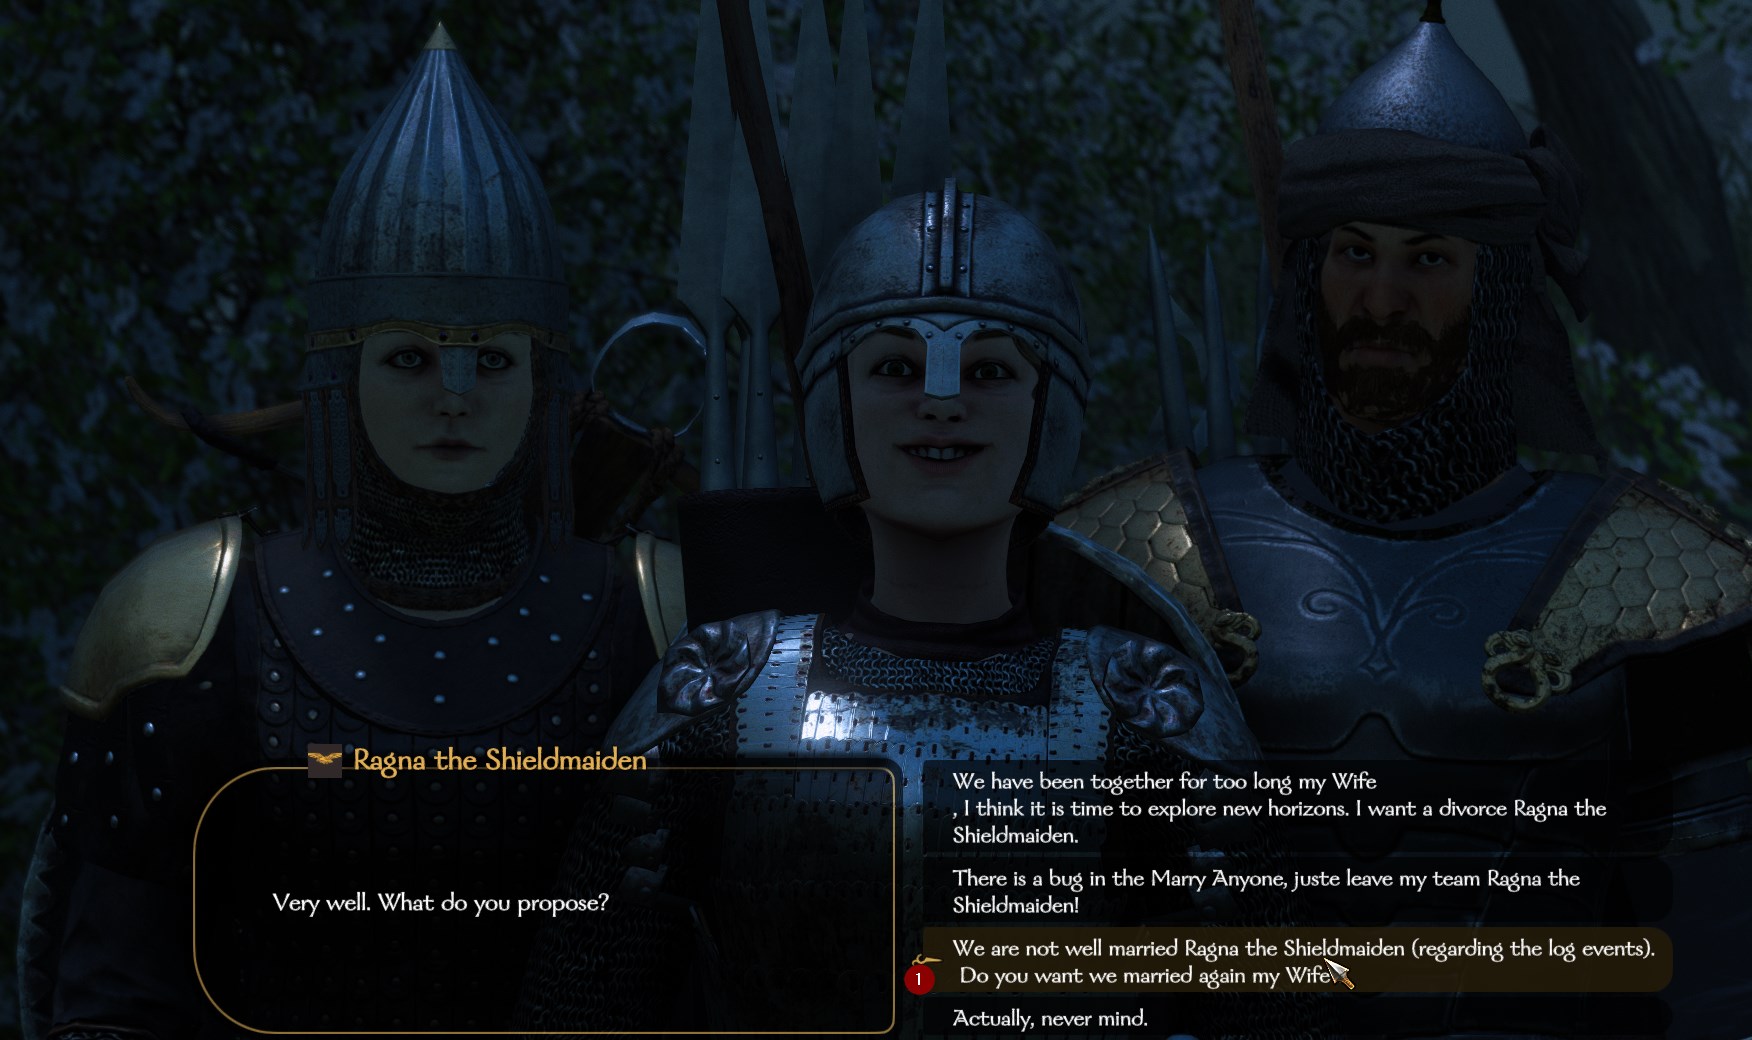 Ragna the Shieldmaiden
Very well. What do you propose?
We have been together for too long my Wife
, I think it is time to explore new horizons. I want a divorce Ragna the
Shieldmaiden.
There is a bug in the Marry Anyone, juste leave my team Ragna the
Shieldmaiden!
We are not well married Ragna the Shieldmaiden (regarding the log events).
Do you want we married again my Wife
1
Actually, never mind.